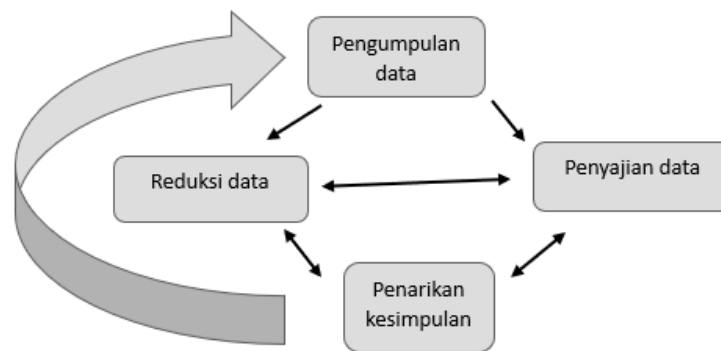 Pengumpulan
data
Reduksi data
Penyajian data
Penarikan
kesimpulan